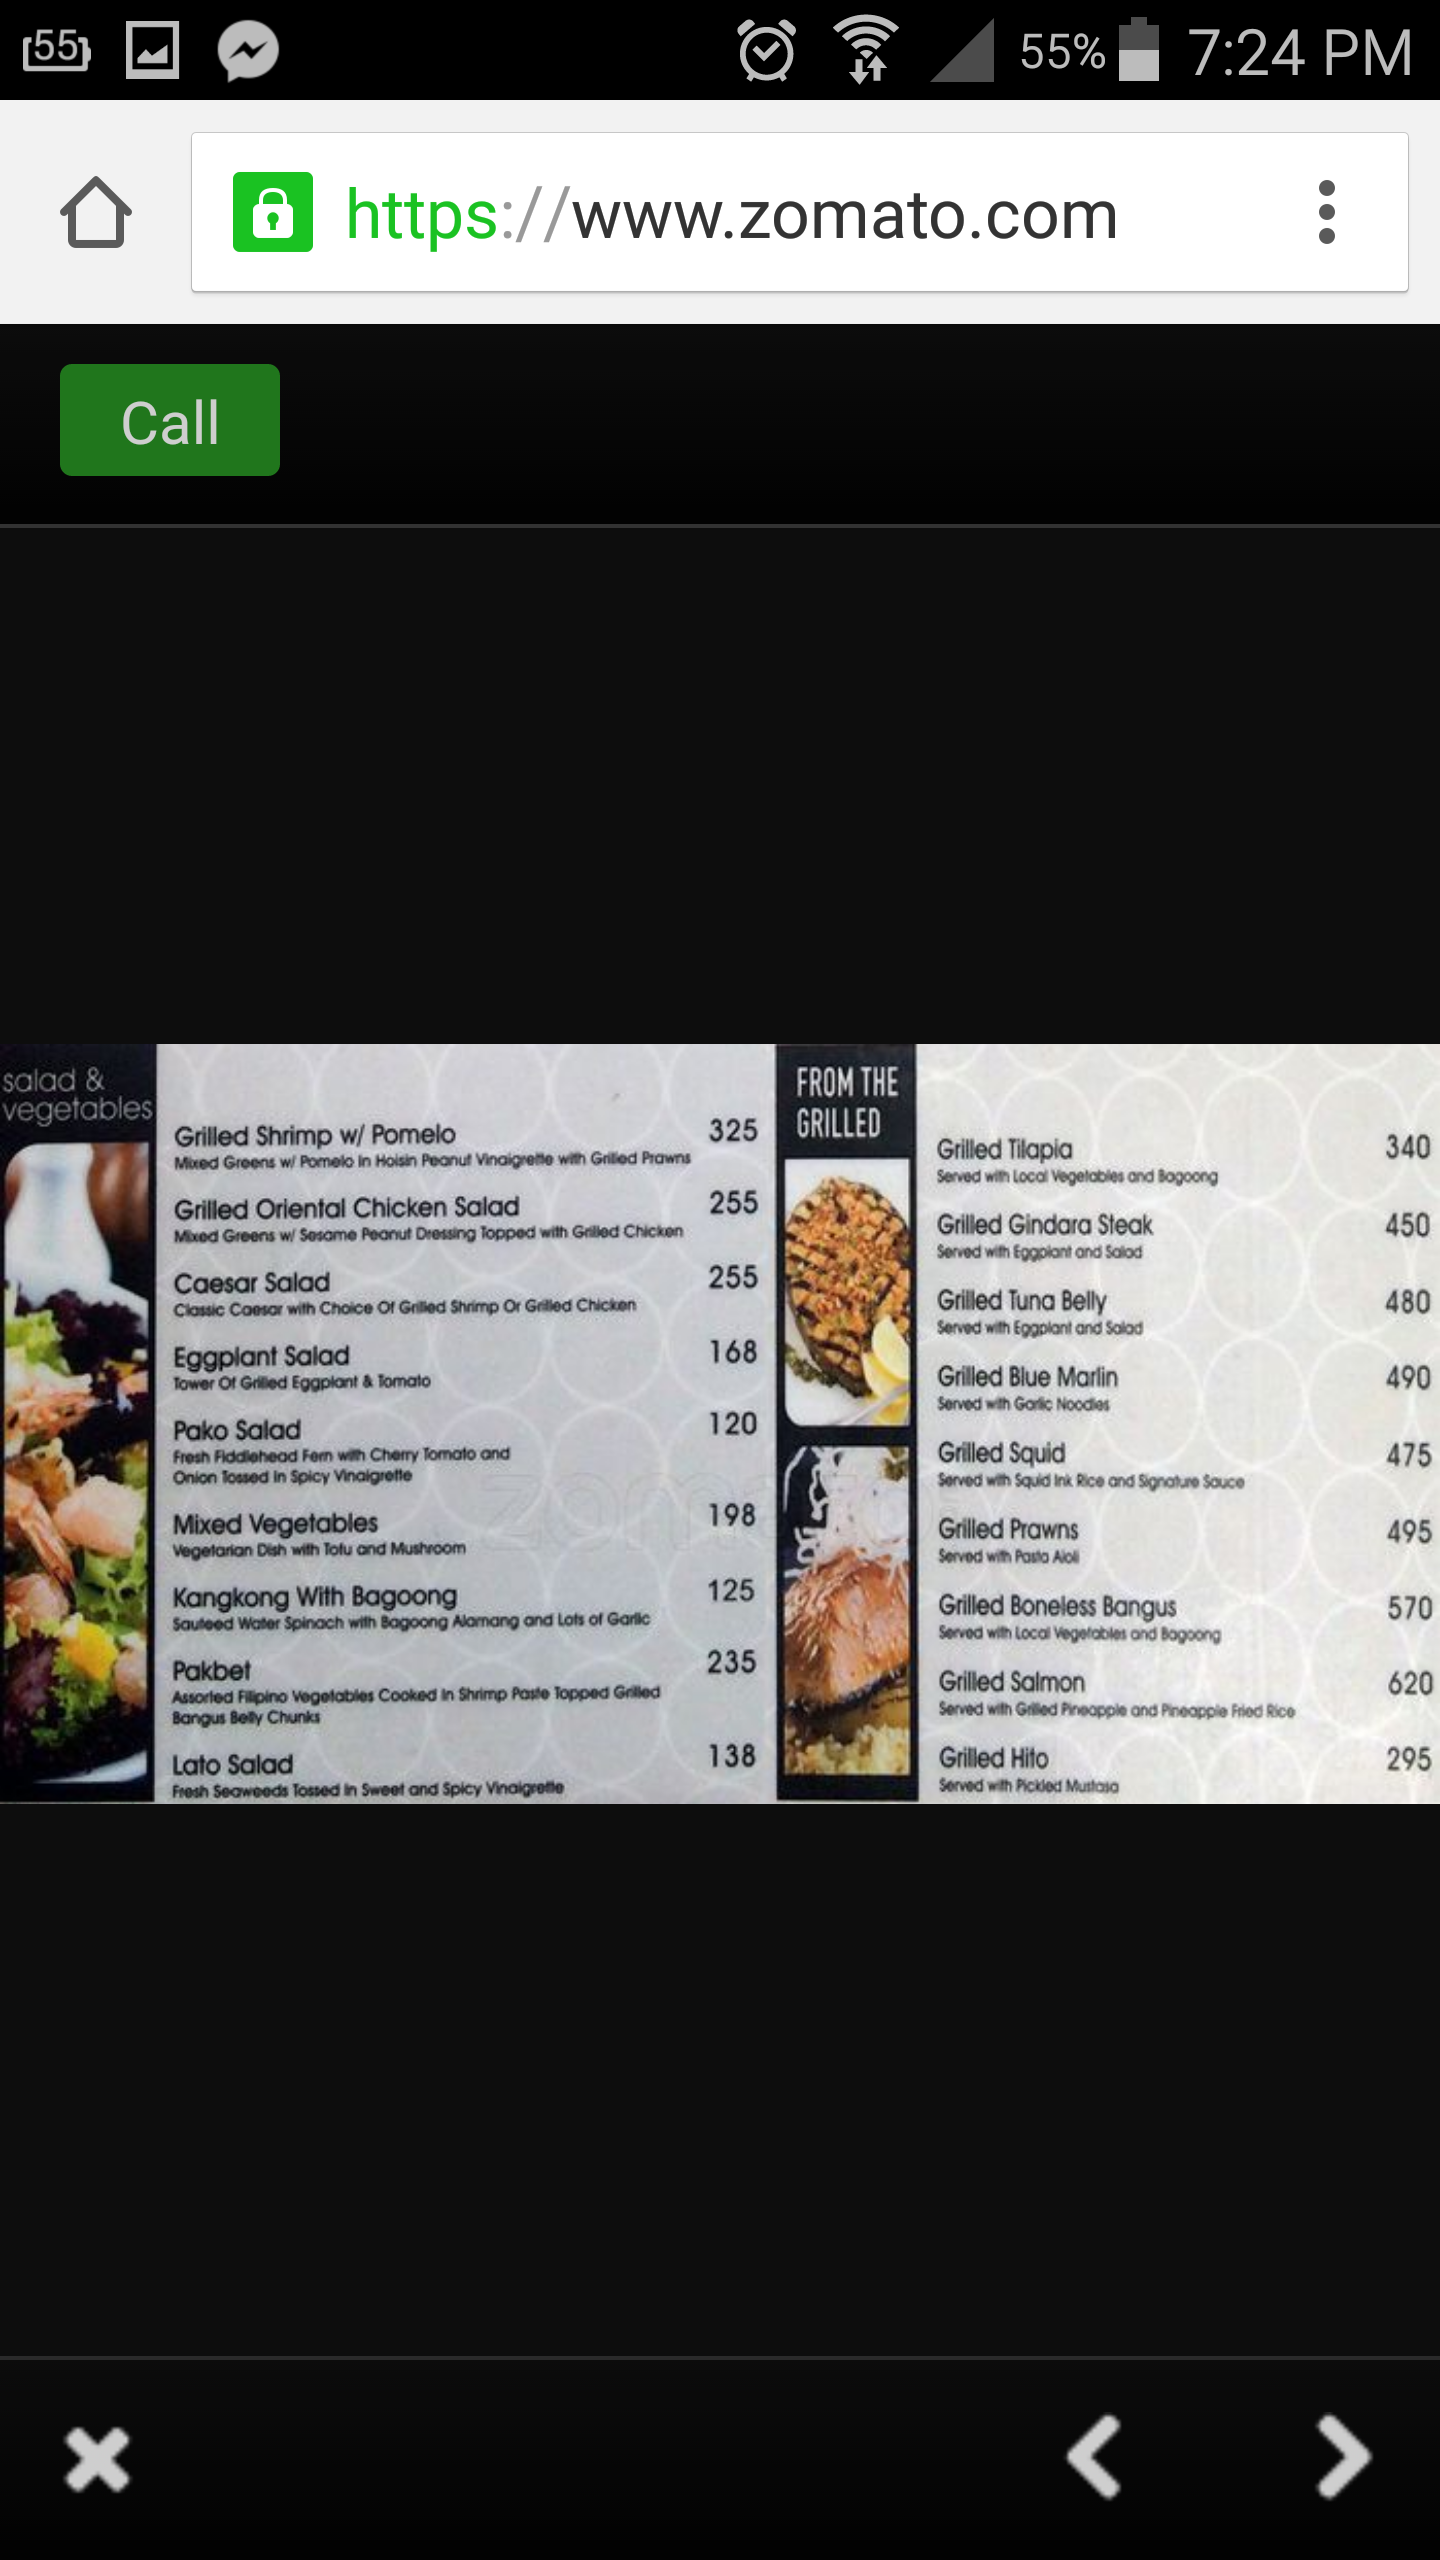 55
55%
7:24 PM
https://www.zomato.com
Call
salad &
vegetables
Grilled Shrimp w/ Pomelo 325
Mixed Greens w/ Pomelo In Hoisin Peanut Vinaigrette with Grilled Prawns
Grilled Oriental Chicken Salad 255
Mixed Greens w/ Sesame Peanut Dressing Topped with Grilled Chicken
Caesar Salad 255
Classic Caesar with Choice Of Grilled Shrimp Or Grilled Chicken
Eggplant Salad 168
Tower Of Grilled Eggplant & Tomato
Pako Salad 120
Fresh Fiddlehead Fern with Cherry Tomato and
Onion Tossed In Spicy Vinaigrette
Mixed Vegetables 198
Vegetarian Dish with Tofu and Mushroom
Kangkong With Bagoong 125
Sauteed Water Spinach with Bagoong Alamang and Lots of Garlic
Pakbet 235
Assorted Filipino Vegetables Cooked In Shrimp Paste Topped Grilled
Bangus Belly Chunks
Lato Salad 138
Fresh Seaweeds Tossed In Sweet and Spicy Vinaigrette
FROM THE
GRILLED
Grilled Tilapia 340
Served with Local Vegetables and Bagoong
Grilled Gindara Steak 450
Served with Eggplant and Salad
Grilled Tuna Belly 480
Served with Eggplant and Salad
Grilled Blue Marlin 490
Served with Garlic Noodles
Grilled Squid 475
Served with Squid Ink Rice and Signature Sauce
Grilled Prawns 495
Served with Pasta Aioli
Grilled Boneless Bangus 570
Served with Local Vegetables and Bagoong
Grilled Salmon 620
Served with Grilled Pineapple and Pineapple Fried Rice
Grilled Hito 295
Served with Pickled Mustasa